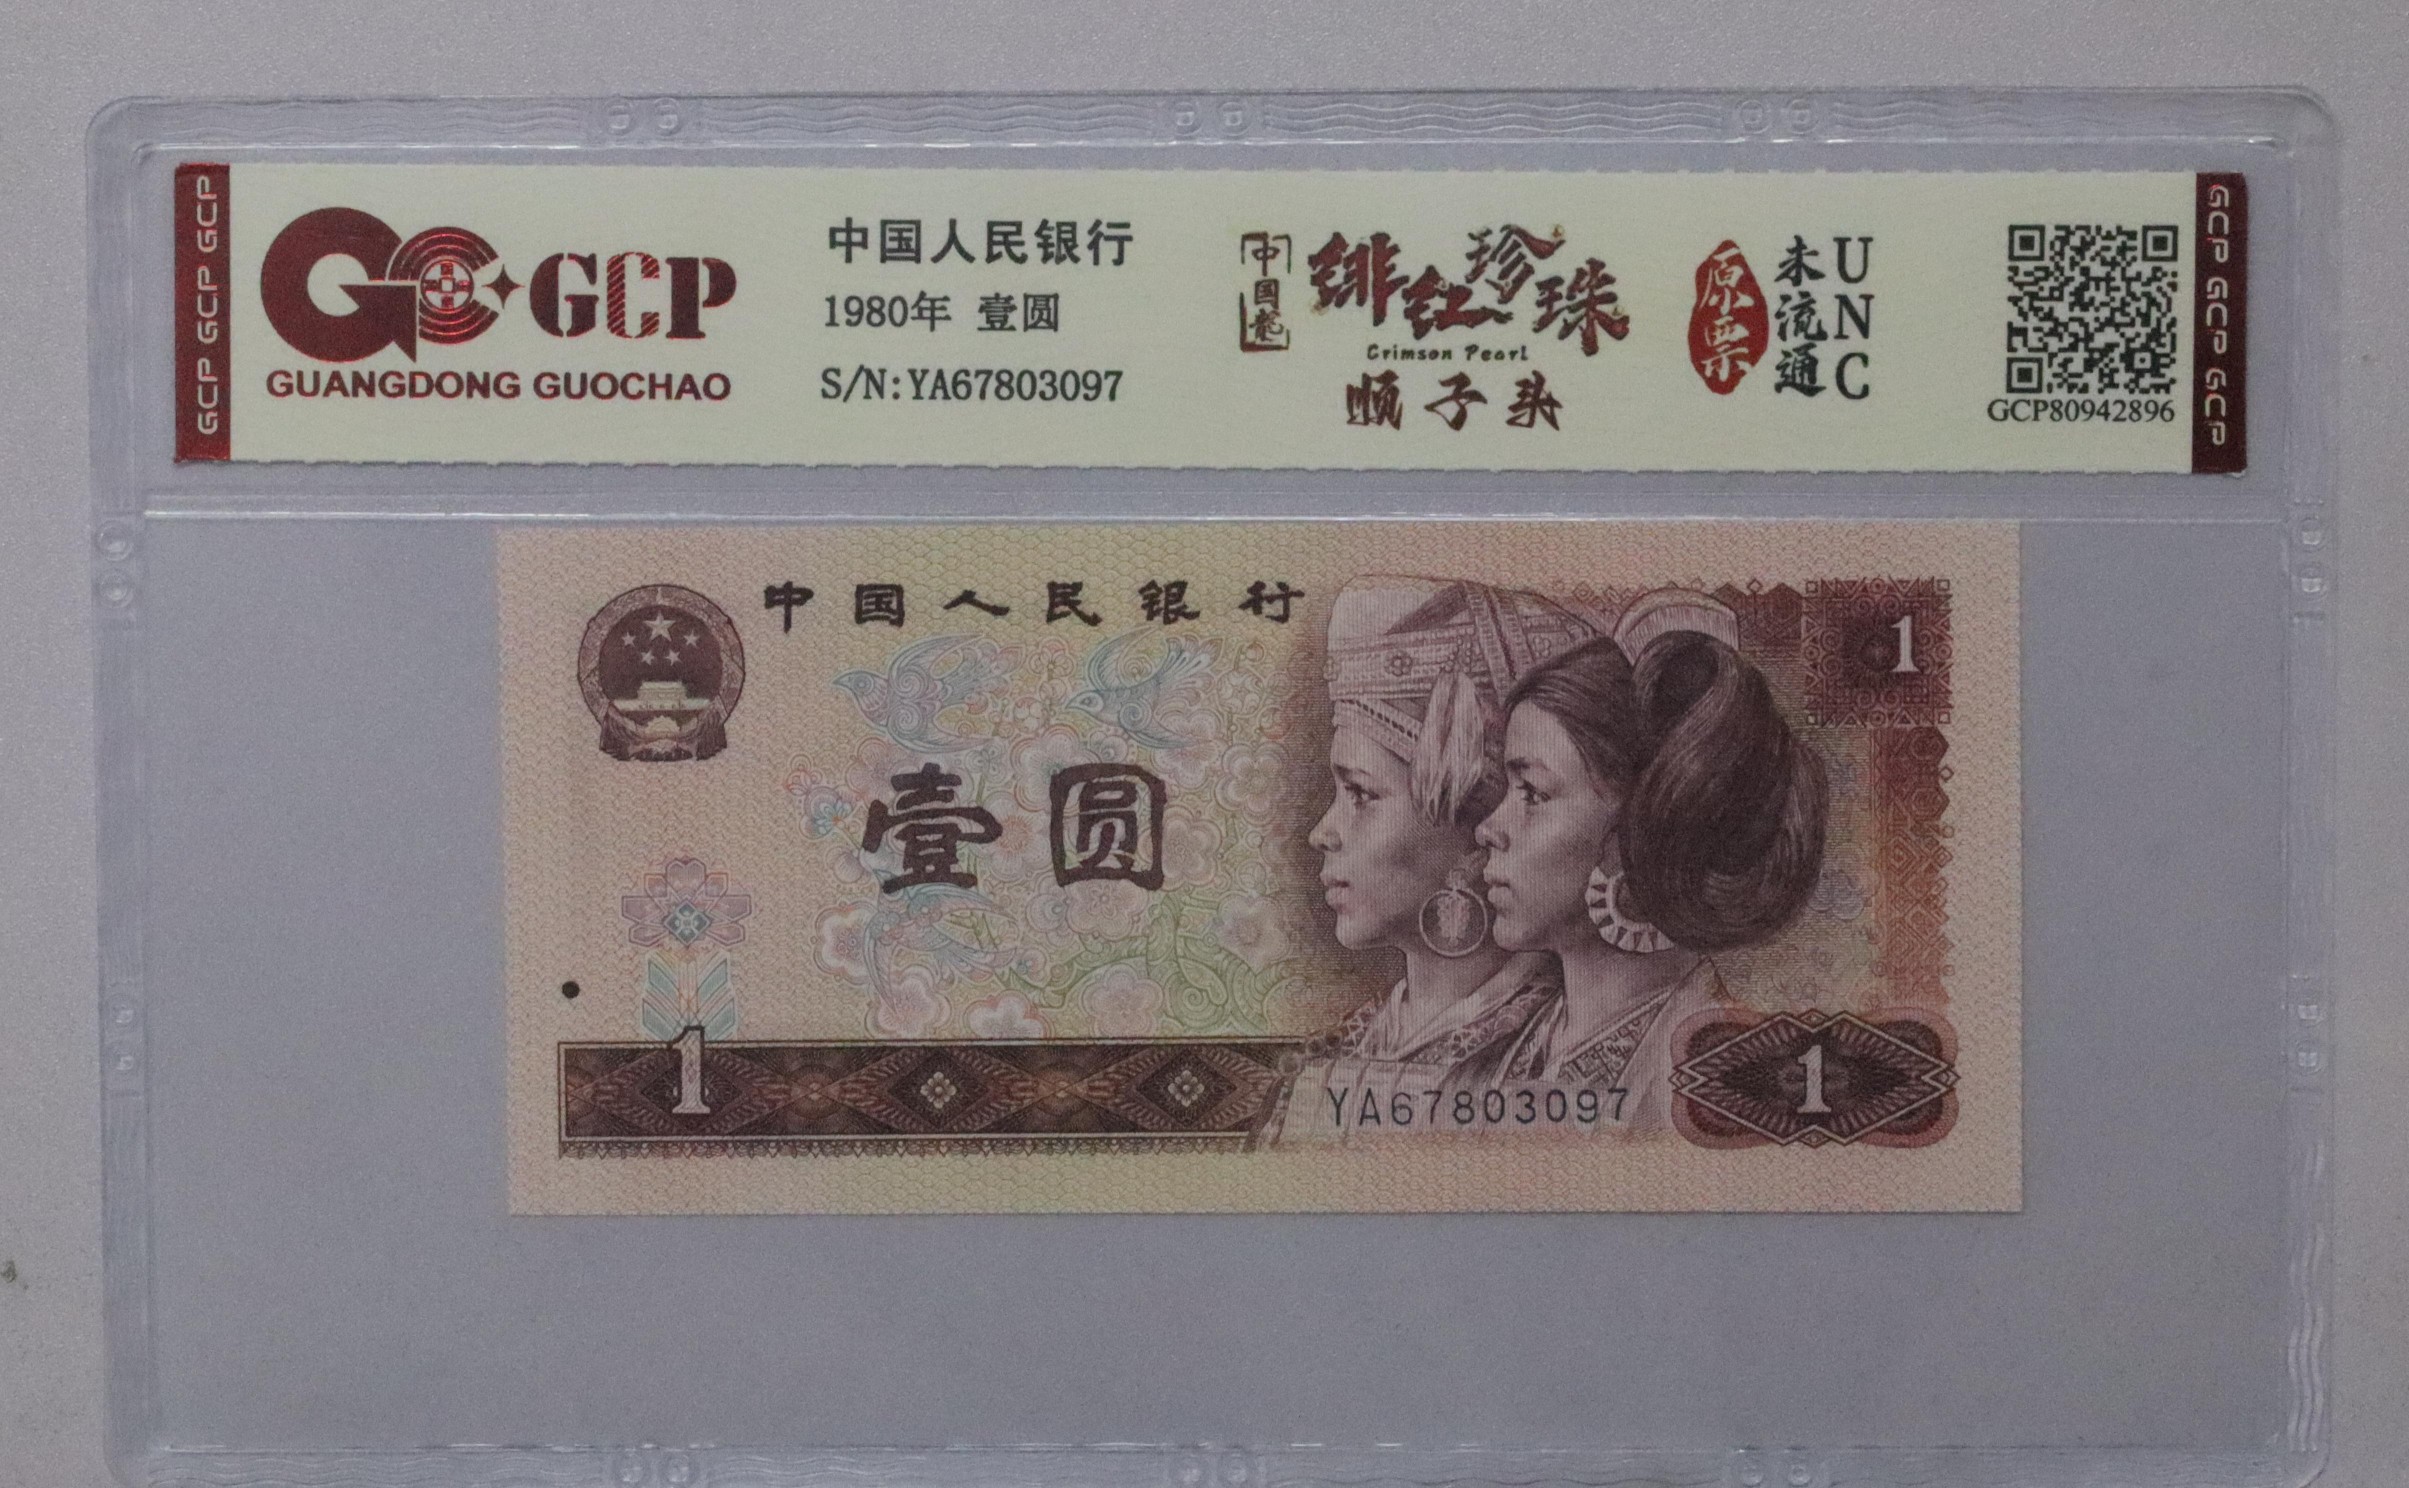 GCP GCP GCP
GCP
GUANGDONG GUOCHAO
中国人民银行
1980年 壹圆
S/N:YA67803097
中国龙
绯红珍珠
Crimson Pearl
顺子头
原票
未流通
UNC
GCP80942896
GCP GCP GCP
中国人民银行
1
壹圆
1
YA67803097
1